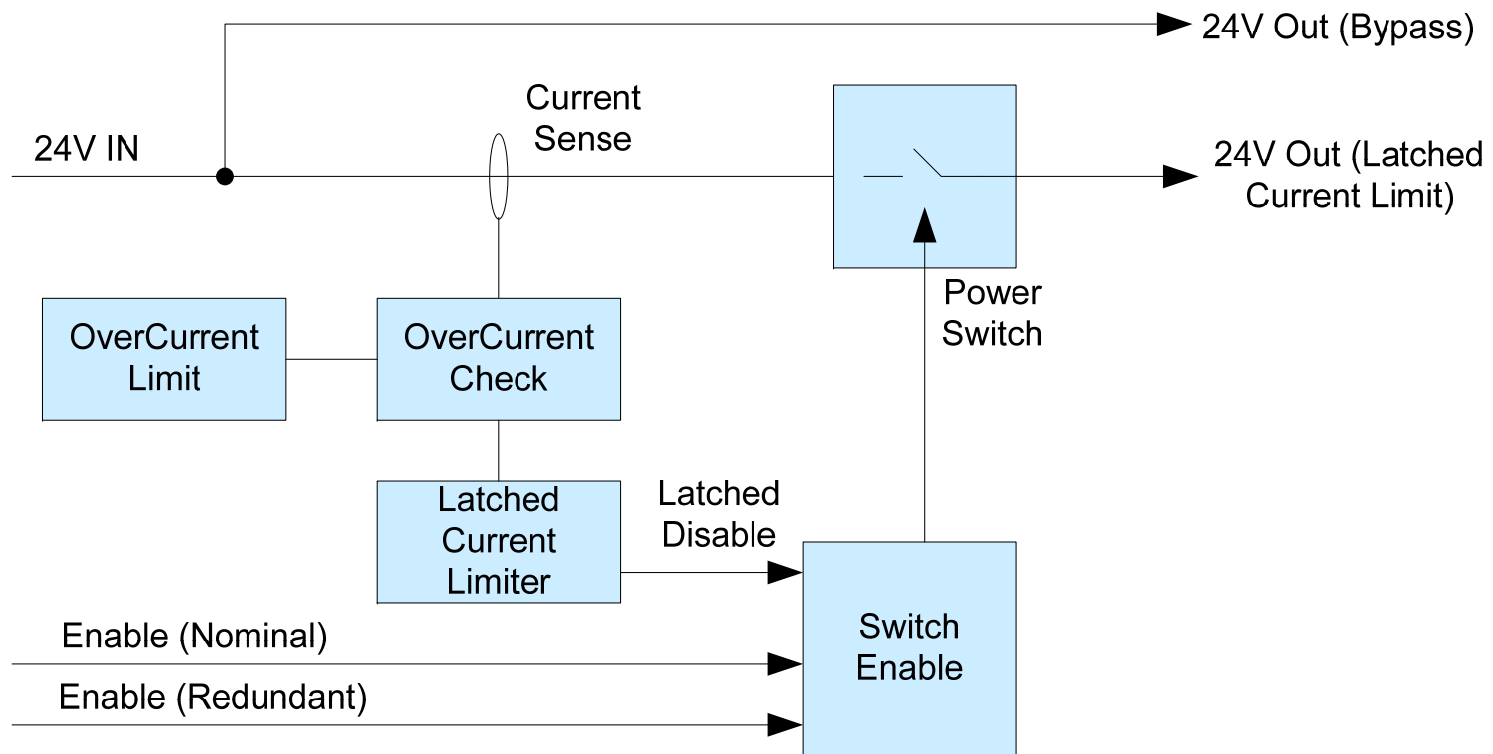 24V Out (Bypass)
Current
Sense
24V IN
24V Out (Latched
Current Limit)
Power
Switch
OverCurrent
Limit
OverCurrent
Check
Latched
Current
Limiter
Latched
Disable
Enable (Nominal)
Enable (Redundant)
Switch
Enable